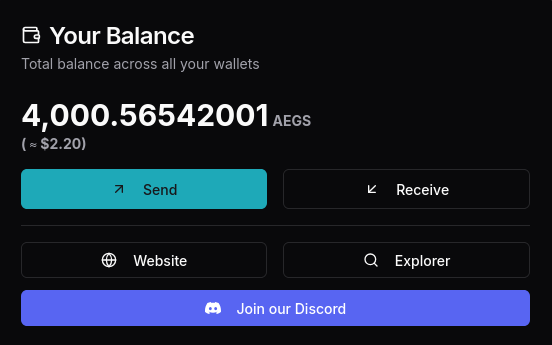 Your Balance
Total balance across all your wallets
4,000.56542001 AEGS
( ≈ $2.20)
Send
Receive
Website
Explorer
Join our Discord